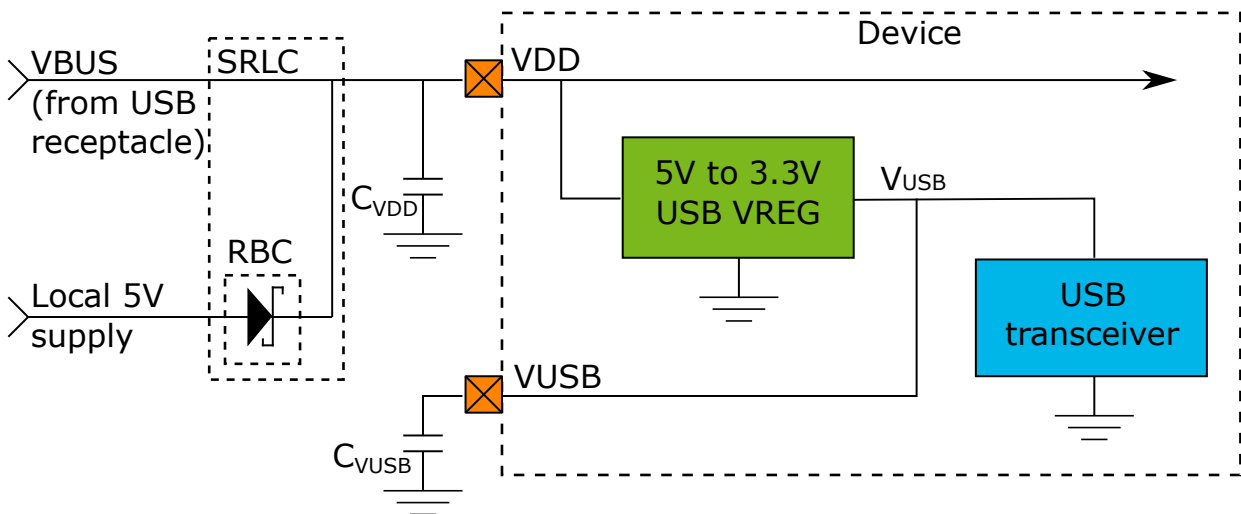 Device
VBUS
(from USB
receptacle)
SRLC
VDD
5V to 3.3V
USB VREG
VUSB
CVDD
RBC
Local 5V
supply
USB
transceiver
VUSB
CVUSB